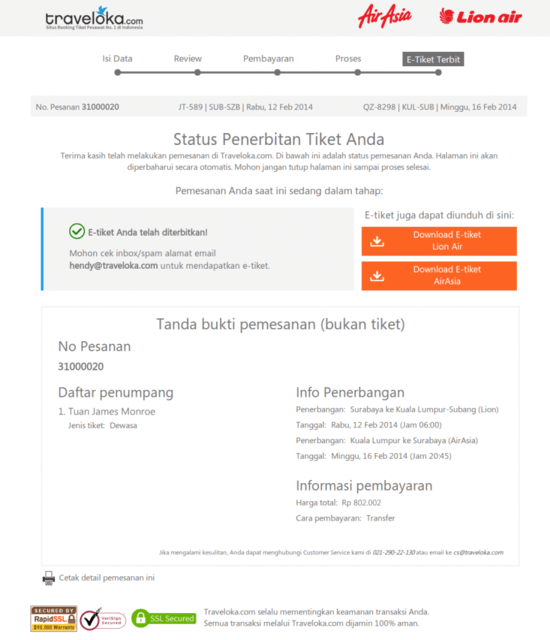 traveloka.com
Situs Booking Tiket Pesawat No. 1 di Indonesia
AirAsia
Lion air
Isi Data
Review
Pembayaran
Proses
E-Tiket Terbit
No. Pesanan 31000020
JT-589 | SUB-SZB | Rabu, 12 Feb 2014
QZ-8298 | KUL-SUB | Minggu, 16 Feb 2014
Status Penerbitan Tiket Anda
Terima kasih telah melakukan pemesanan di Traveloka.com. Di bawah ini adalah status pemesanan Anda. Halaman ini akan
diperbaharui secara otomatis. Mohon jangan tutup halaman ini sampai proses selesai.
Pemesanan Anda saat ini sedang dalam tahap:
E-tiket Anda telah diterbitkan!
Mohon cek inbox/spam alamat email
hendy@traveloka.com untuk mendapatkan e-tiket.
E-tiket juga dapat diunduh di sini:
Download E-tiket
Lion Air
Download E-tiket
AirAsia
Tanda bukti pemesanan (bukan tiket)
No Pesanan
31000020
Daftar penumpang
1. Tuan James Monroe
Jenis tiket: Dewasa
Info Penerbangan
Penerbangan: Surabaya ke Kuala Lumpur-Subang (Lion)
Tanggal: Rabu, 12 Feb 2014 (Jam 06:00)
Penerbangan: Kuala Lumpur ke Surabaya (AirAsia)
Tanggal: Minggu, 16 Feb 2014 (Jam 20:45)
Informasi pembayaran
Harga total: Rp 802.002
Cara pembayaran: Transfer
Jika mengalami kesulitan, Anda dapat menghubungi Customer Service kami di 021-290-22-130 atau email ke cs@traveloka.com
Cetak detail pemesanan ini
SECURED BY
RapidSSL
$10,000 Warranty
VeriSign
Secured
SSL Secured
Traveloka.com selalu mementingkan keamanan transaksi Anda.
Semua transaksi melalui Traveloka.com dijamin 100% aman.